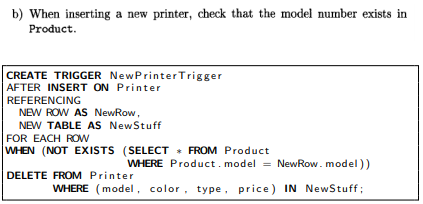 b) When inserting a new printer, check that the model number exists in
Product.
CREATE TRIGGER NewPrinterTrigger
AFTER INSERT ON Printer
REFERENCING
NEW ROW AS NewRow,
NEW TABLE AS NewStuff
FOR EACH ROW
WHEN (NOT EXISTS (SELECT * FROM Product
WHERE Product.model = NewRow.model))
DELETE FROM Printer
WHERE (model, color, type, price) IN NewStuff;